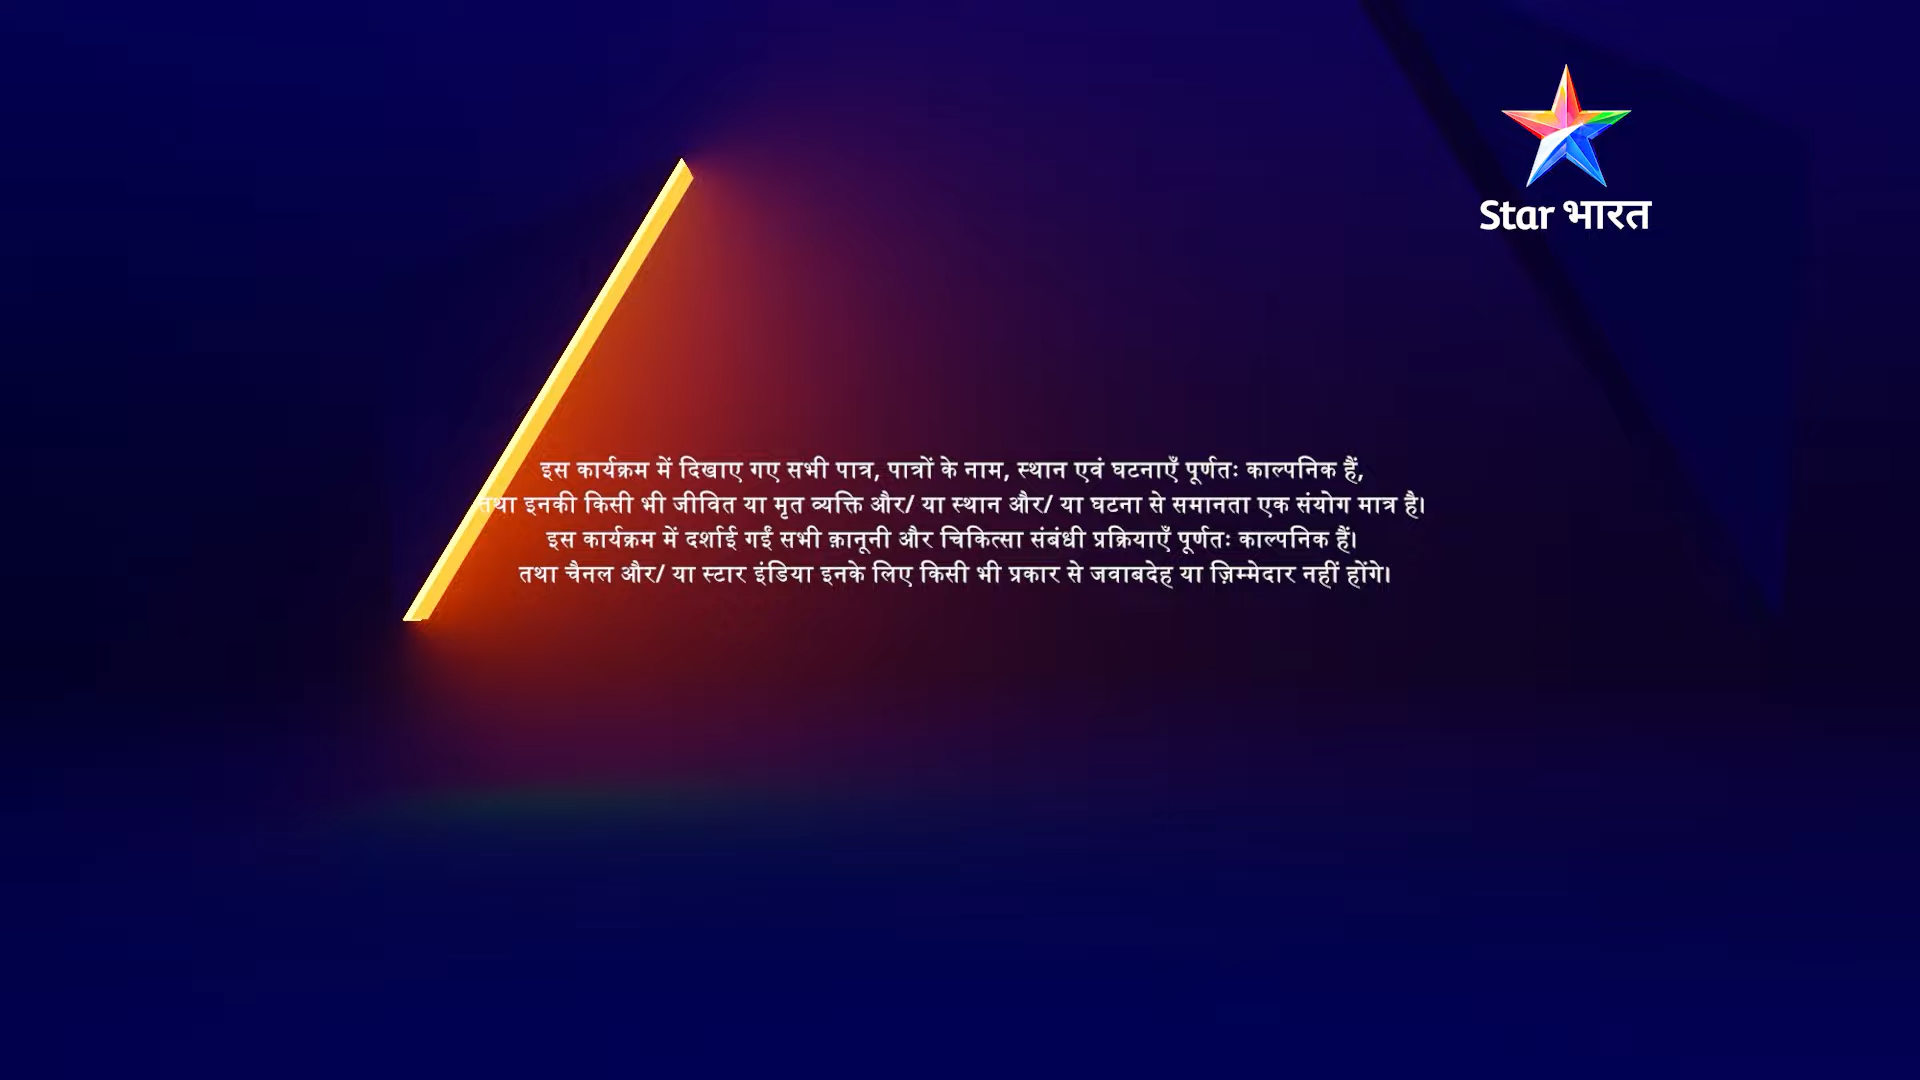 Star भारत
इस कार्यक्रम में दिखाए गए सभी पात्र, पात्रों के नाम, स्थान एवं घटनाएँ पूर्णतः काल्पनिक हैं,
तथा इनकी किसी भी जीवित या मृत व्यक्ति और/ या स्थान और/ या घटना से समानता एक संयोग मात्र है।
इस कार्यक्रम में दर्शाई गईं सभी क़ानूनी और चिकित्सा संबंधी प्रक्रियाएँ पूर्णतः काल्पनिक हैं।
तथा चैनल और/ या स्टार इंडिया इनके लिए किसी भी प्रकार से जवाबदेह या ज़िम्मेदार नहीं होंगे।